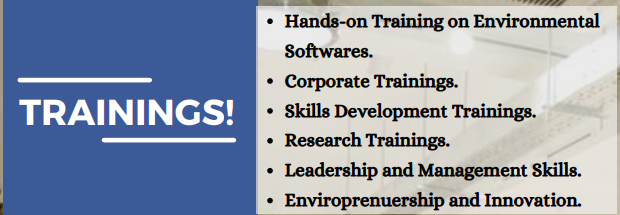 TRAININGS!
• Hands-on Training on Environmental
Softwares.
• Corporate Trainings.
• Skills Development Trainings.
• Research Trainings.
• Leadership and Management Skills.
• Enviroprenuership and Innovation.